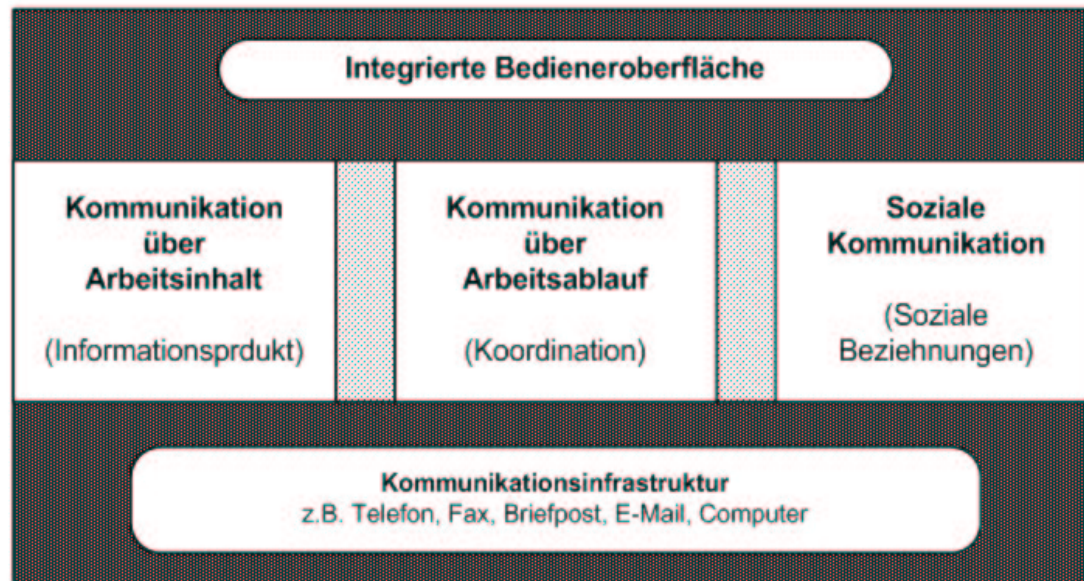 Integrierte Bedieneroberfläche
Kommunikation
über
Arbeitsinhalt
(Informationsprdukt)
Kommunikation
über
Arbeitsablauf
(Koordination)
Soziale
Kommunikation
(Soziale
Beziehnungen)
Kommunikationsinfrastruktur
z.B. Telefon, Fax, Briefpost, E-Mail, Computer